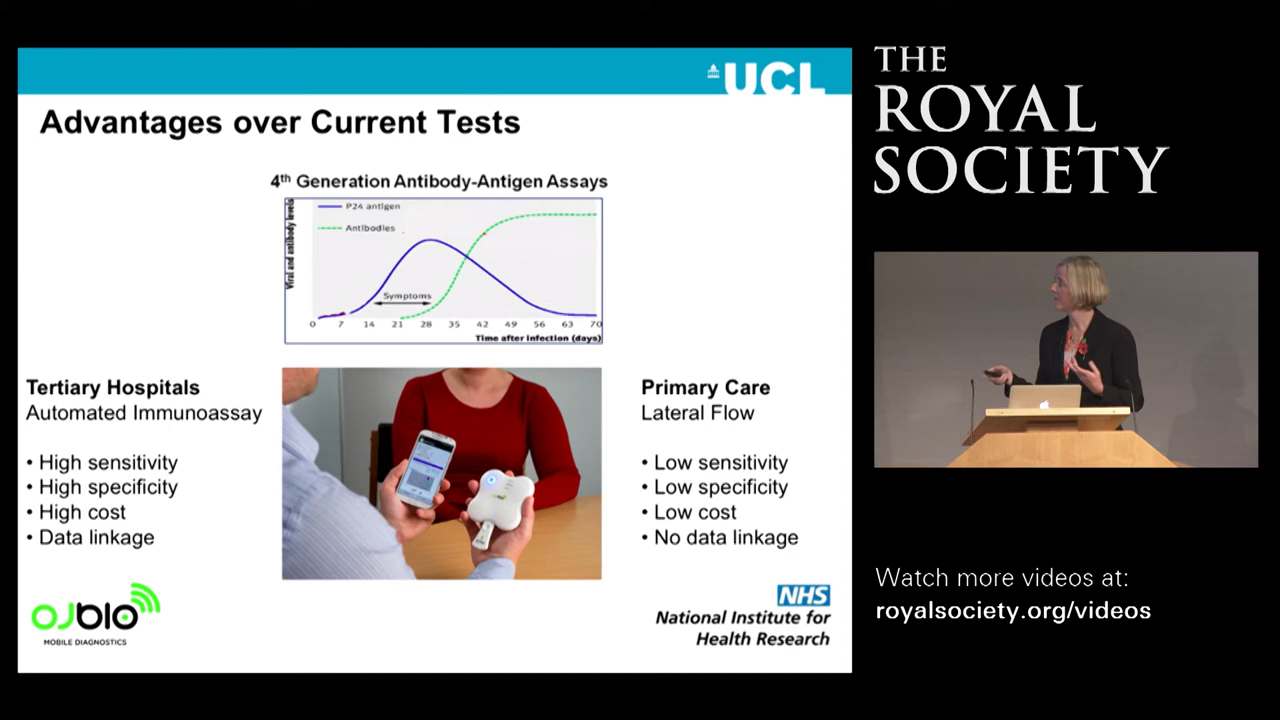 UCL
Advantages over Current Tests
4th Generation Antibody-Antigen Assays
P24 antigen
Antibodies
Viral and antibody levels
Symptoms
0 7 14 21 28 35 42 49 56 63 70
Time after infection (days)
Tertiary Hospitals
Automated Immunoassay
• High sensitivity
• High specificity
• High cost
• Data linkage
Primary Care
Lateral Flow
• Low sensitivity
• Low specificity
• Low cost
• No data linkage
OJbio
MOBILE DIAGNOSTICS
NHS
National Institute for
Health Research
THE
ROYAL
SOCIETY
Watch more videos at:
royalsociety.org/videos